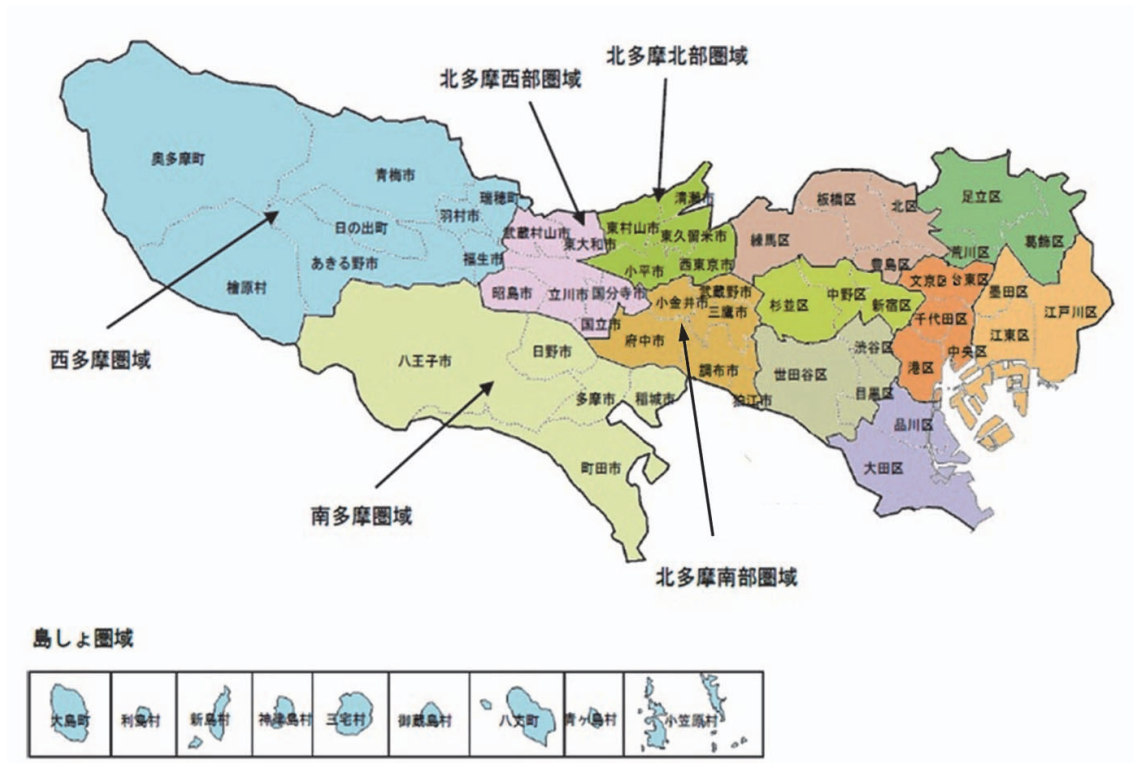 北多摩北部圏域
北多摩西部圏域
奥多摩町
青梅市
瑞穂町
羽村市
日の出町
あきる野市
福生市
檜原村
西多摩圏域
武蔵村山市
東大和市
昭島市
立川市
国分寺市
国立市
清瀬市
東村山市
東久留米市
小平市
西東京市
小金井市
武蔵野市
三鷹市
府中市
調布市
狛江市
八王子市
日野市
多摩市
稲城市
町田市
南多摩圏域
北多摩南部圏域
板橋区
北区
練馬区
豊島区
足立区
葛飾区
荒川区
杉並区
中野区
新宿区
文京区
台東区
千代田区
中央区
港区
墨田区
江戸川区
江東区
渋谷区
世田谷区
目黒区
品川区
大田区
島しょ圏域
大島町
利島村
新島村
神津島村
三宅村
御蔵島村
八丈町
青ヶ島村
小笠原村